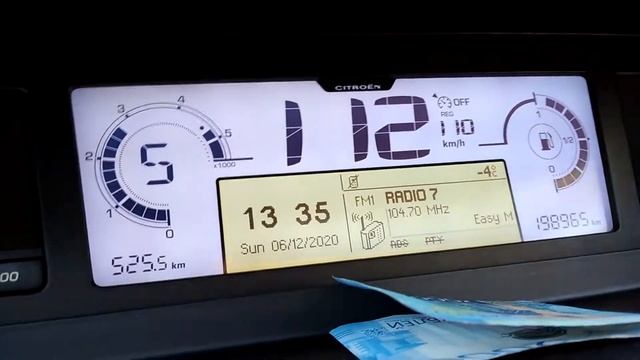 CITROËN
3
4
5
x1000
2
1
0
5
112
OFF
REG
110
km/h
1
1/2
0
-4°C
13 35
Sun 06/12/2020
FM1 RADIO 7
104.70 MHz
Easy M
RDS PTY
525.5 km
198965 km
00